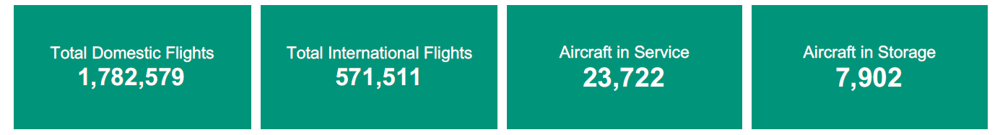 Total Domestic Flights
1,782,579
Total International Flights
571,511
Aircraft in Service
23,722
Aircraft in Storage
7,902